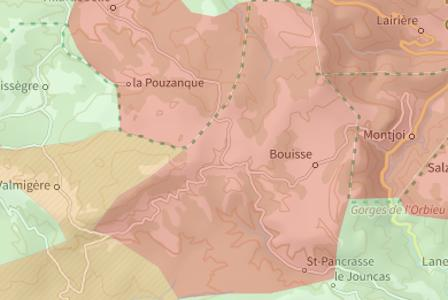 Lairière
la Pouzanque
Montjoi
Bouisse
Valmigère
Gorges de l'Orbieu
St-Pancrasse
le Jouncas